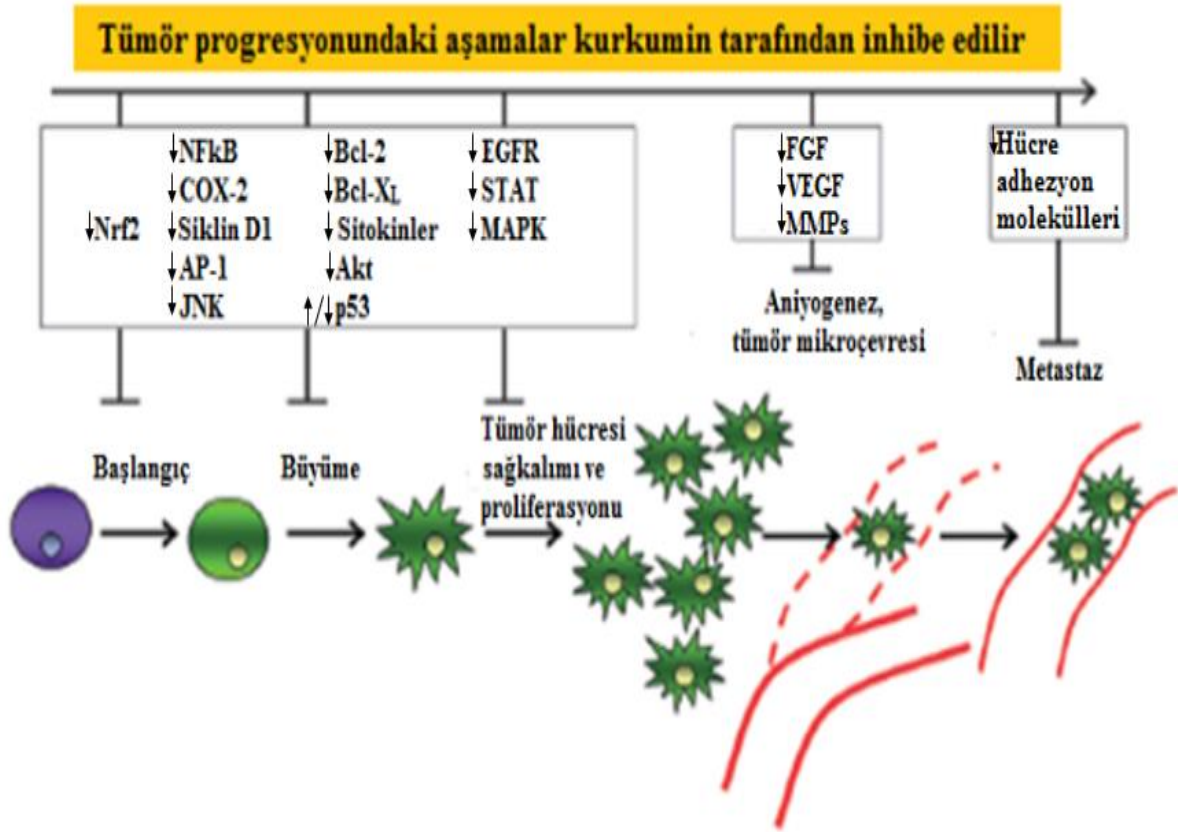 Tümör progresyonundaki aşamalar kurkumin tarafından inhibe edilir
↓Nrf2
↓NFkB
↓COX-2
↓Siklin D1
↓AP-1
↓JNK
↓Bcl-2
↓Bcl-XL
↓Sitokinler
↓Akt
↑/↓p53
↓EGFR
↓STAT
↓MAPK
↓FGF
↓VEGF
↓MMPs
↓Hücre
adhezyon
molekülleri
Aniyogenez,
tümör mikroçevresi
Metastaz
Başlangıç
Büyüme
Tümör hücresi
sağkalımı ve
proliferasyonu